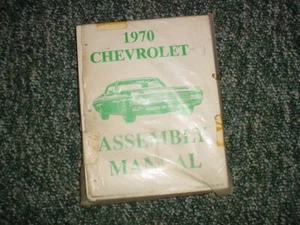 1970
CHEVROLET
ASSEMBLY
MANUAL